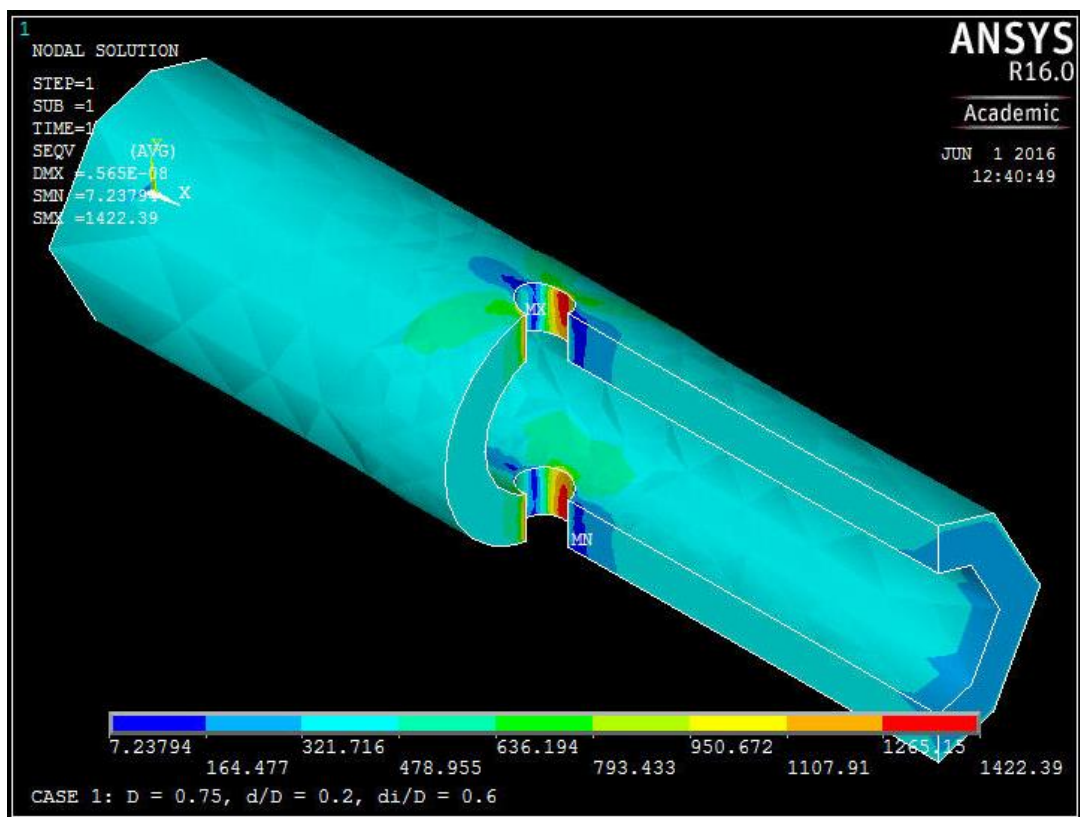 1
NODAL SOLUTION
STEP=1
SUB =1
TIME=1
SEQV (AVG)
DMX =.565E-08
SMN =7.23794
SMX =1422.39
Y
X
ANSYS
R16.0
Academic
JUN 1 2016
12:40:49
MX
MN
7.23794 321.716 636.194 950.672 1265.15
164.477 478.955 793.433 1107.91 1422.39
CASE 1: D = 0.75, d/D = 0.2, di/D = 0.6